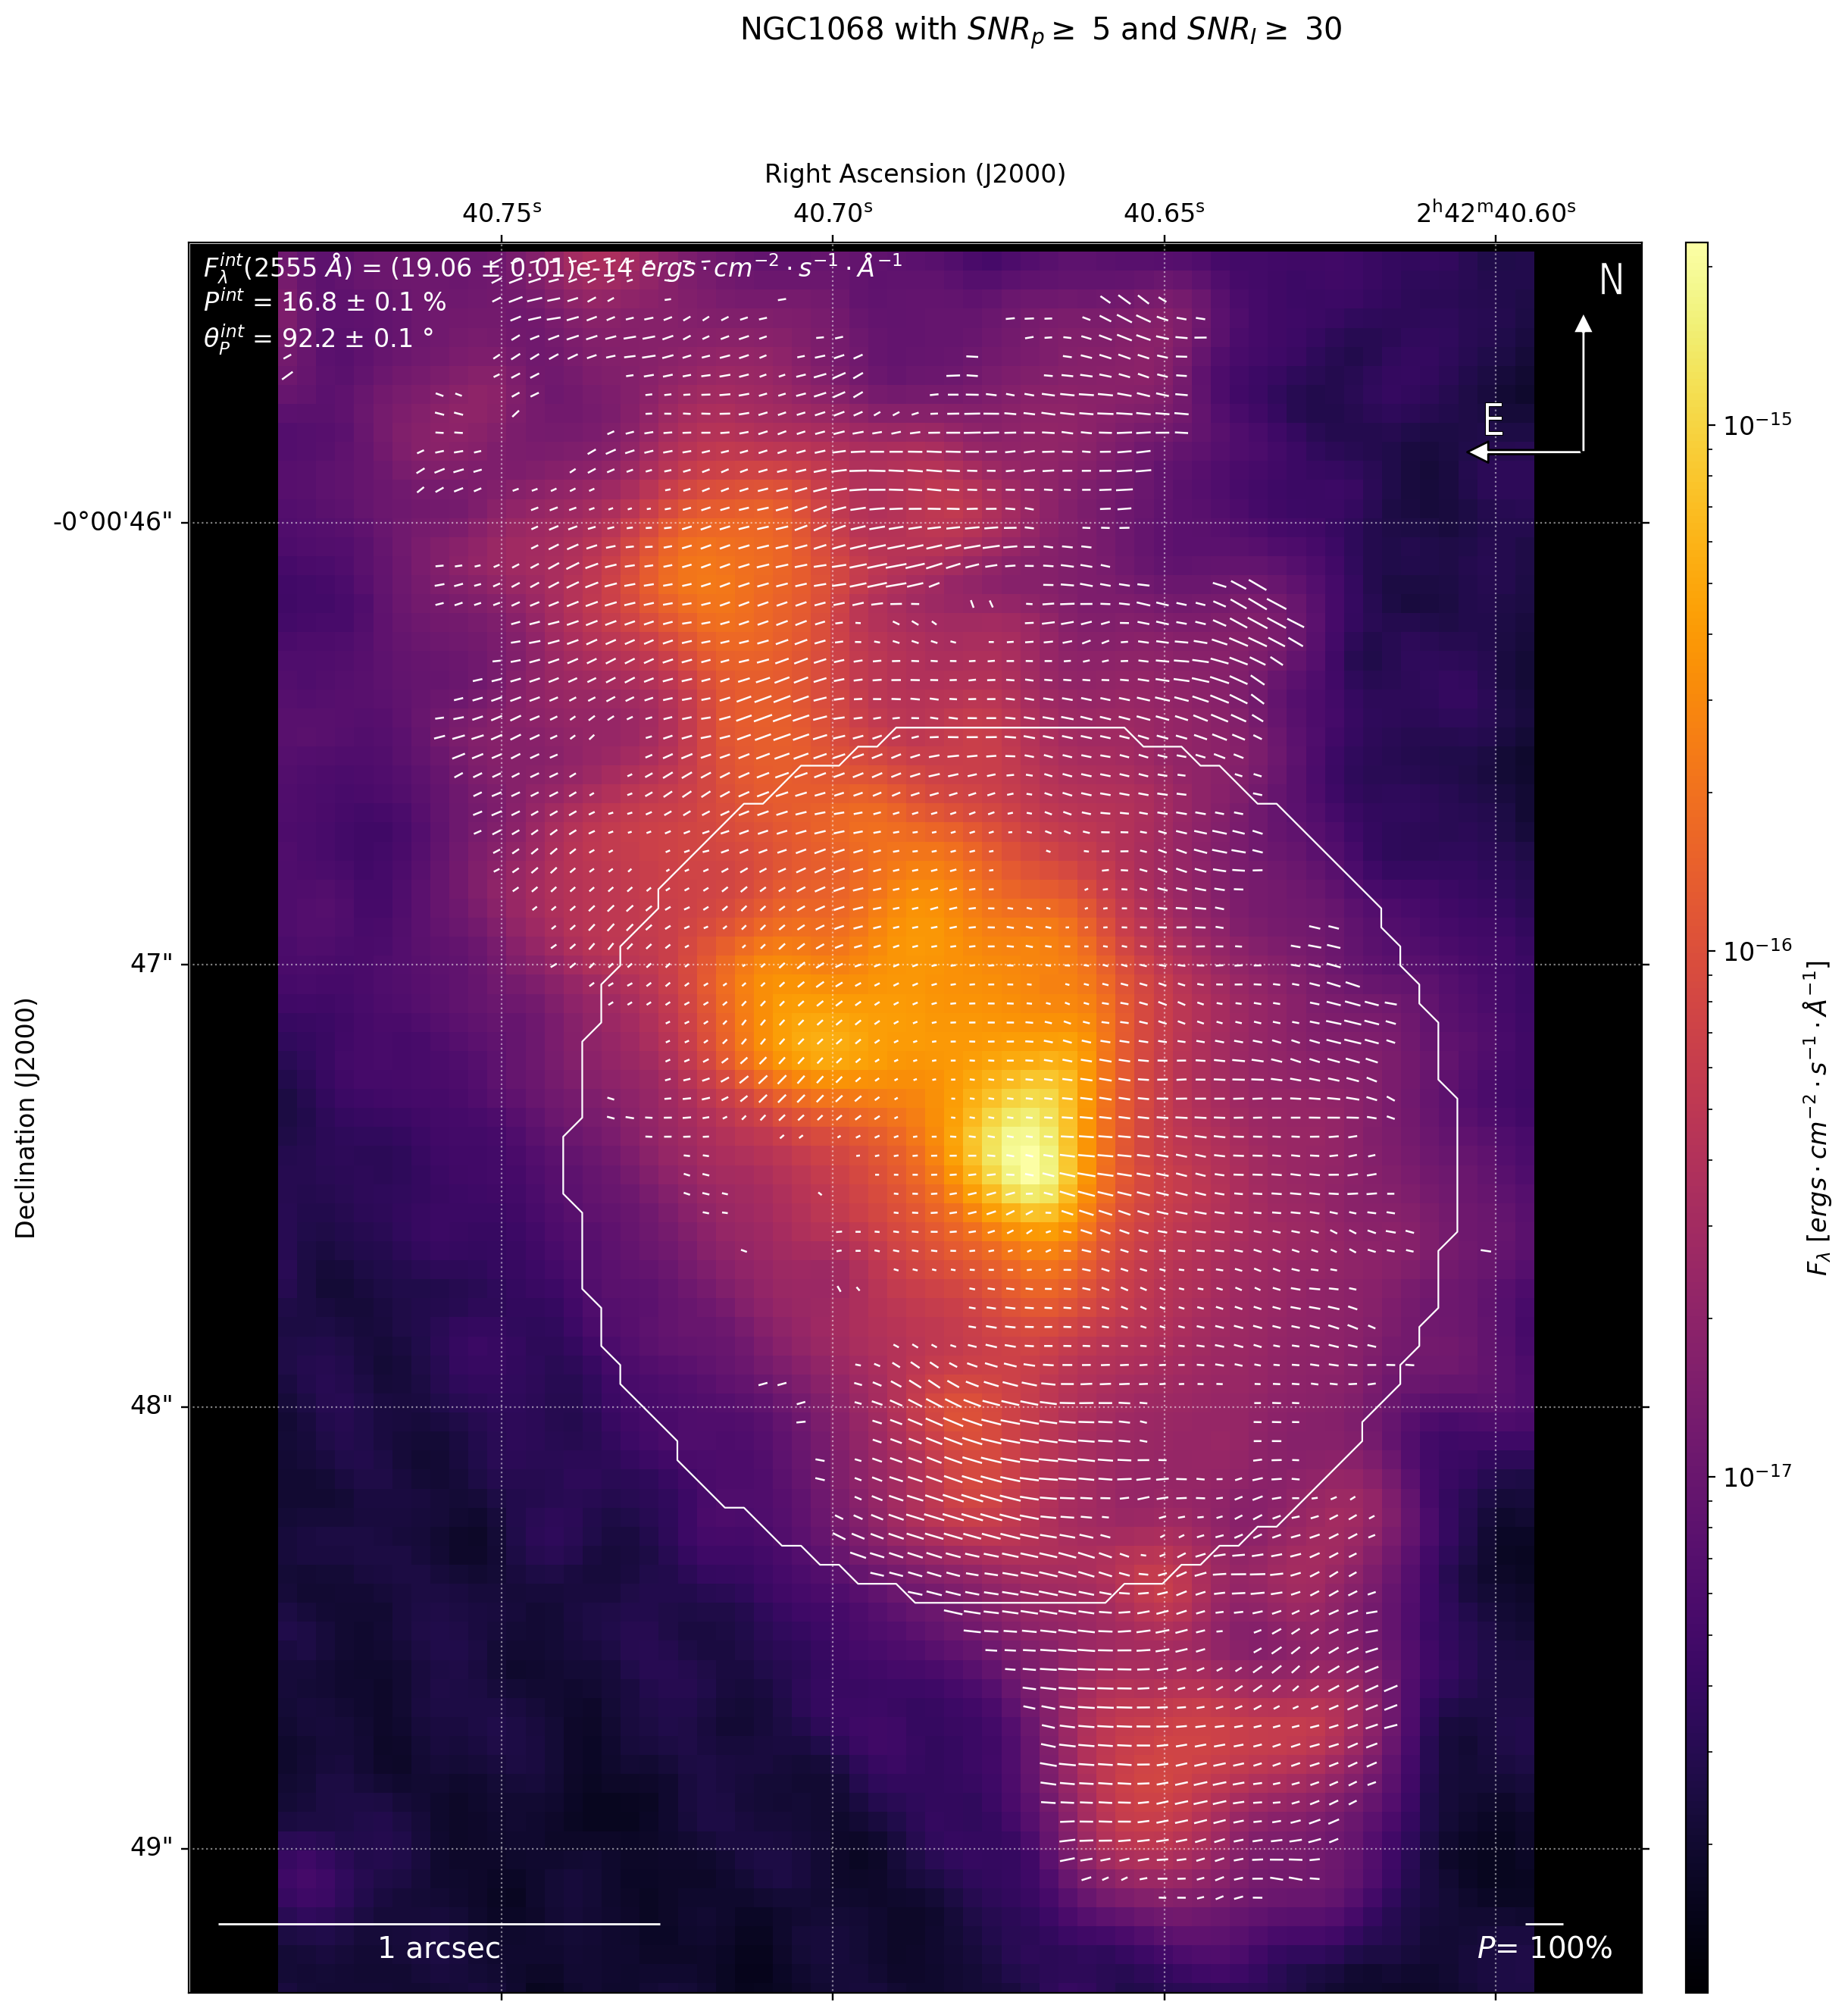 NGC1068 with SNR_p ≥ 5 and SNR_I ≥ 30
Right Ascension (J2000)
40.75ˢ 40.70ˢ 40.65ˢ 2ʰ42ᵐ40.60ˢ
F_λ^int(2555 Å) = (19.06 ± 0.01)e-14 ergs · cm⁻² · s⁻¹ · Å⁻¹
P^int = 16.8 ± 0.1 %
θ_P^int = 92.2 ± 0.1 °
N
E
-0°00'46"
47"
48"
49"
Declination (J2000)
1 arcsec
P= 100%
10⁻¹⁵
10⁻¹⁶
10⁻¹⁷
F_λ [ergs · cm⁻² · s⁻¹ · Å⁻¹]